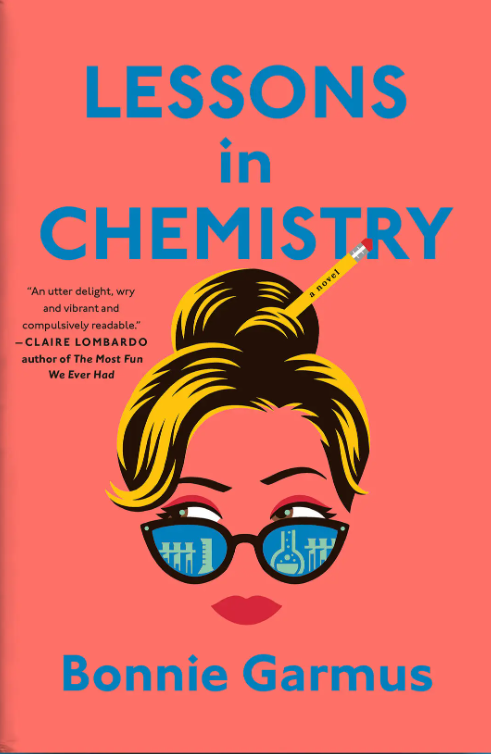 LESSONS
in
CHEMISTRY
a novel
“An utter delight, wry
and vibrant and
compulsively readable.”
—CLAIRE LOMBARDO
author of The Most Fun
We Ever Had
Bonnie Garmus